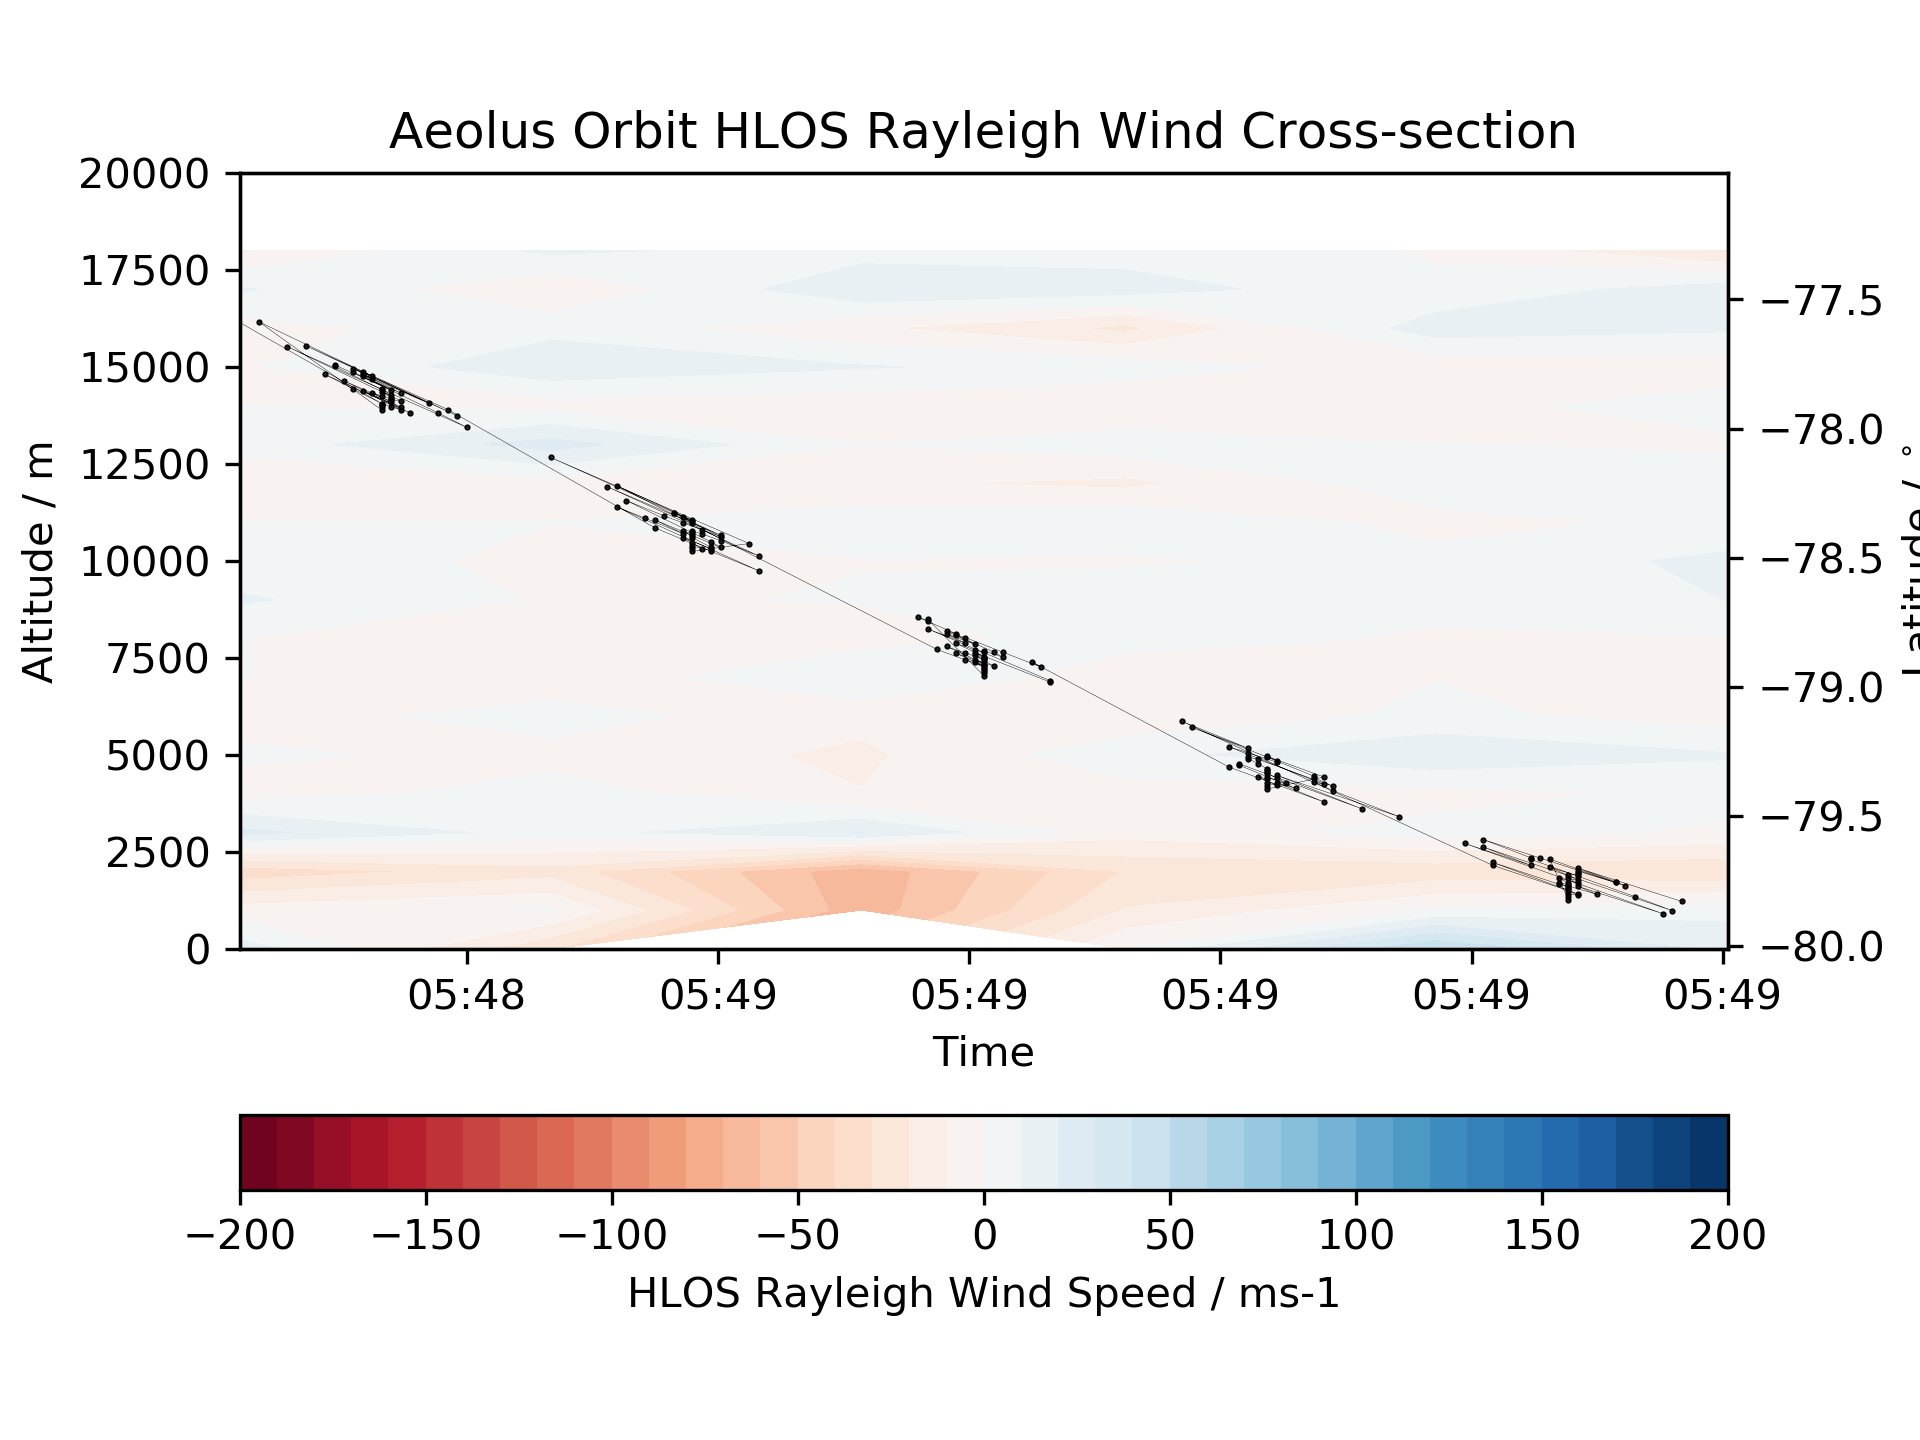 Aeolus Orbit HLOS Rayleigh Wind Cross-section
20000
17500
15000
12500
10000
7500
5000
2500
0
Altitude / m
−77.5
−78.0
−78.5
−79.0
−79.5
−80.0
Latitude / °
05:48 05:49 05:49 05:49 05:49 05:49
Time
−200 −150 −100 −50 0 50 100 150 200
HLOS Rayleigh Wind Speed / ms-1